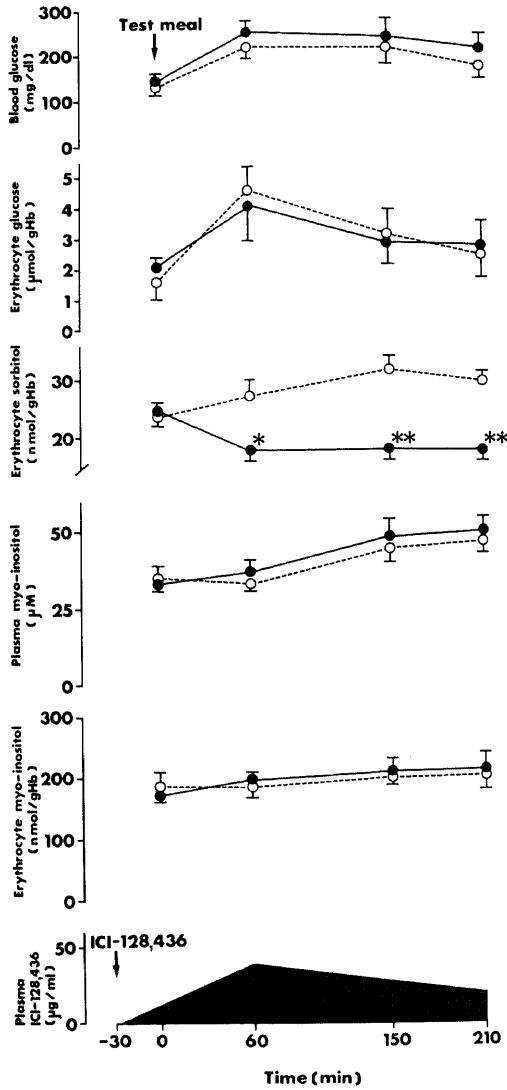 Blood glucose
(mg/dl)
300
200
100
0
Test meal
Erythrocyte glucose
(μmol/gHb)
5
4
3
2
1
0
Erythrocyte sorbitol
(nmol/gHb)
30
20
*
**
**
Plasma myo-inositol
(μM)
50
25
0
Erythrocyte myo-inositol
(nmol/gHb)
300
200
100
0
Plasma
ICI-128,436
(μg/ml)
50
0
ICI-128,436
-30 0 60 150 210
Time (min)